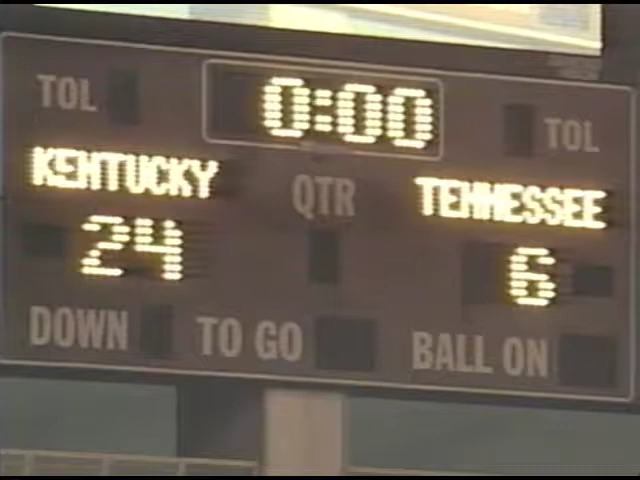 TOL 0:00 TOL
KENTUCKY QTR TENNESSEE
24 6
DOWN TO GO BALL ON